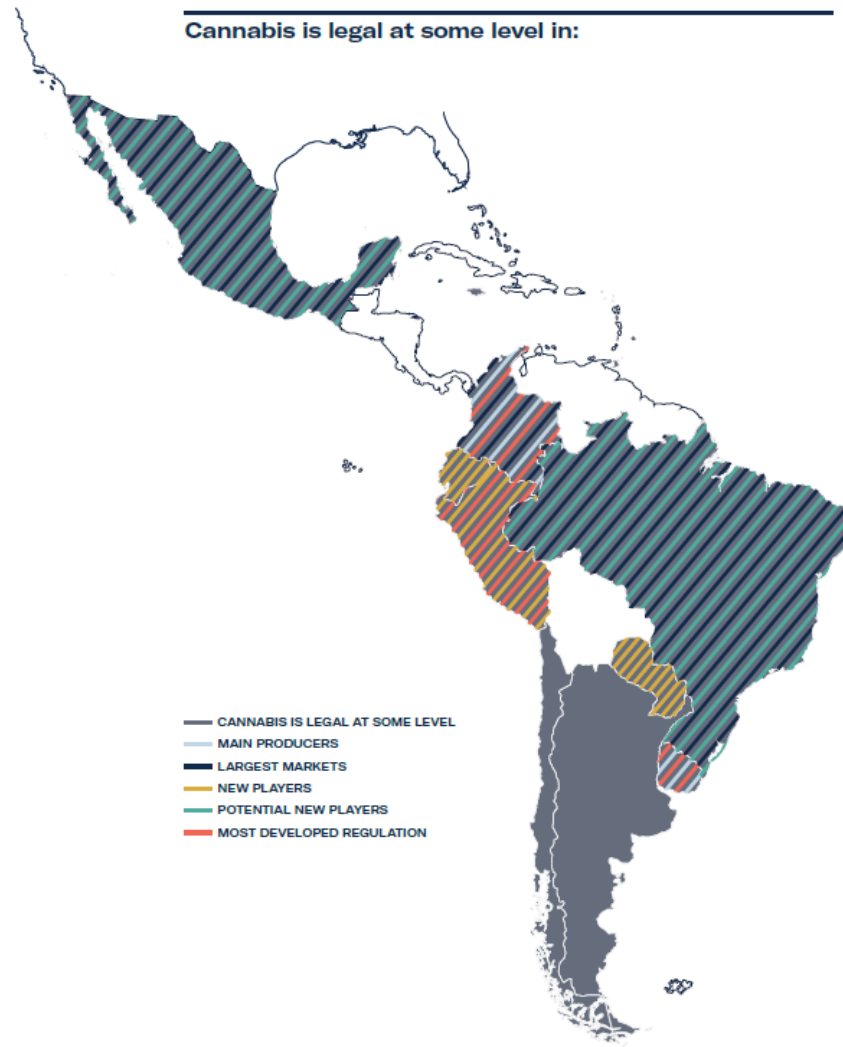 Cannabis is legal at some level in:
CANNABIS IS LEGAL AT SOME LEVEL
MAIN PRODUCERS
LARGEST MARKETS
NEW PLAYERS
POTENTIAL NEW PLAYERS
MOST DEVELOPED REGULATION